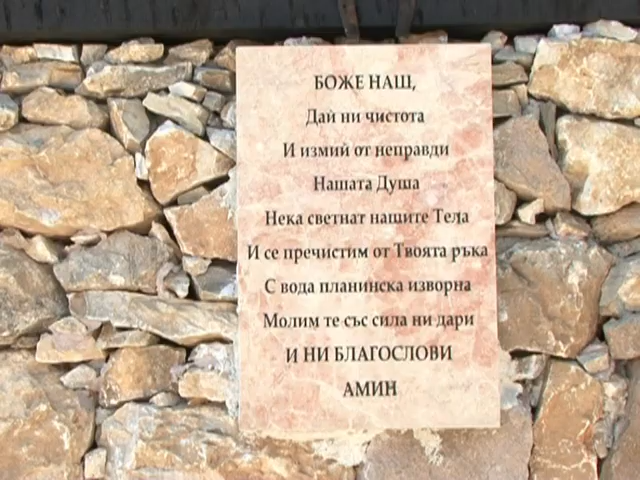 БОЖЕ НАШ,
Дай ни чистота
И измий от неправди
Нашата Душа
Нека светнат нашите Тела
И се пречистим от Твоята ръка
С вода планинска изворна
Молим те със сила ни дари
И НИ БЛАГОСЛОВИ
АМИН